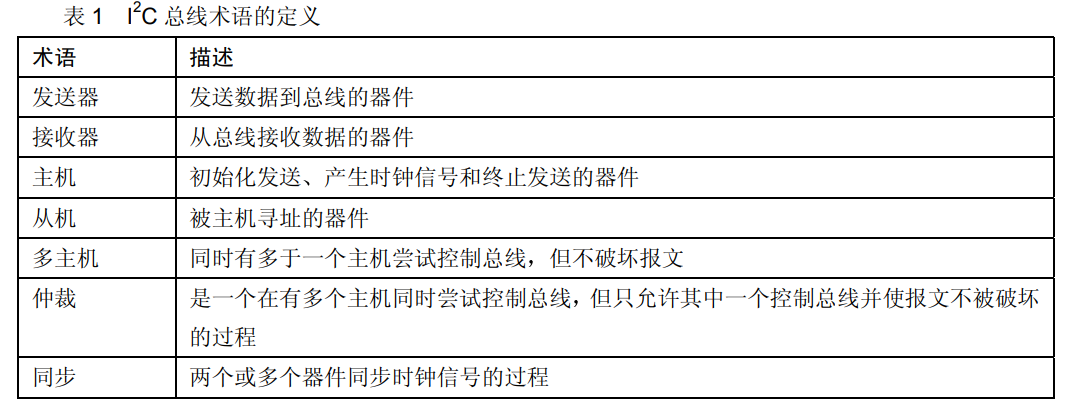 表 1 I²C 总线术语的定义
术语 描述
发送器 发送数据到总线的器件
接收器 从总线接收数据的器件
主机 初始化发送、产生时钟信号和终止发送的器件
从机 被主机寻址的器件
多主机 同时有多于一个主机尝试控制总线，但不破坏报文
仲裁 是一个在有多个主机同时尝试控制总线，但只允许其中一个控制总线并使报文不被破坏
的过程
同步 两个或多个器件同步时钟信号的过程